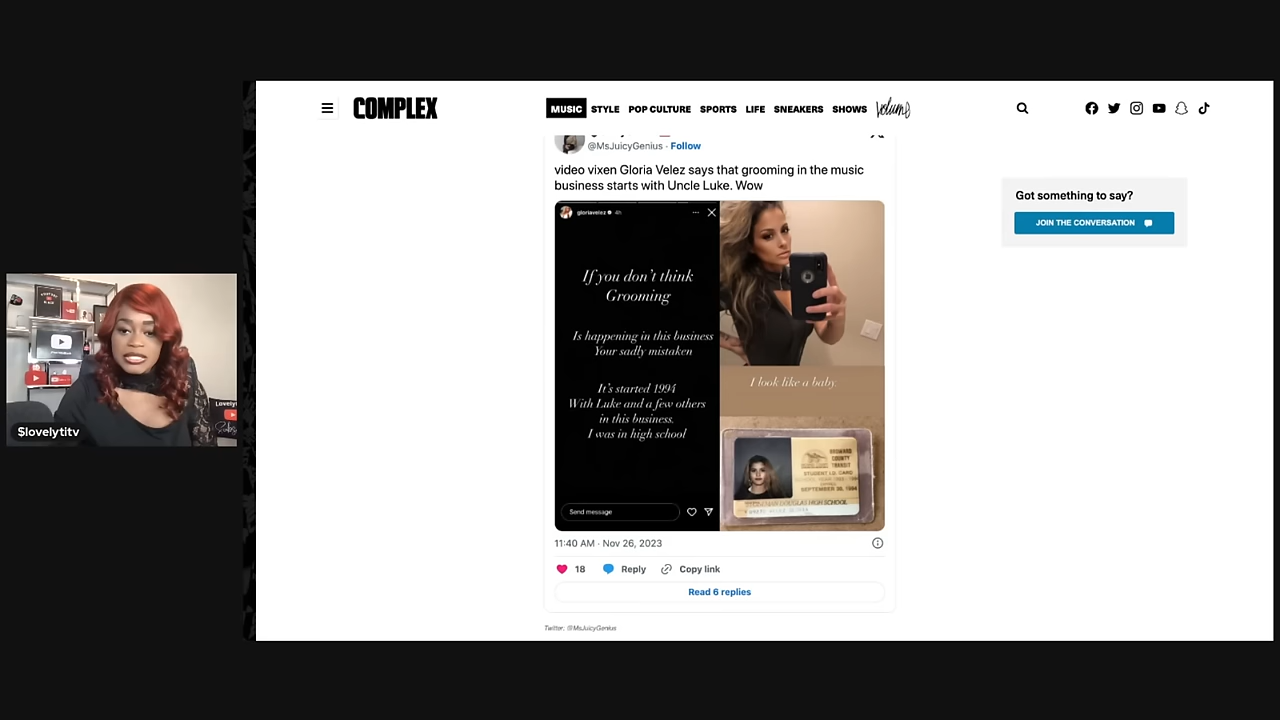 COMPLEX
MUSIC STYLE POP CULTURE SPORTS LIFE SNEAKERS SHOWS Volume
@MsJuicyGenius · Follow
video vixen Gloria Velez says that grooming in the music
business starts with Uncle Luke. Wow
gloriavelez 4h
If you don't think
Grooming
Is happening in this business
Your sadly mistaken
It's started 1994
With Luke and a few others
in this business.
I was in high school
Send message
I look like a baby.
BROWARD
COUNTY
TRANSIT
STUDENT I.D. CARD
SEPTEMBER 30, 1994
DOUGLAS HIGH SCHOOL
11:40 AM · Nov 26, 2023
18 Reply Copy link
Read 6 replies
Twitter: @MsJuicyGenius
Got something to say?
JOIN THE CONVERSATION
$lovelytitv